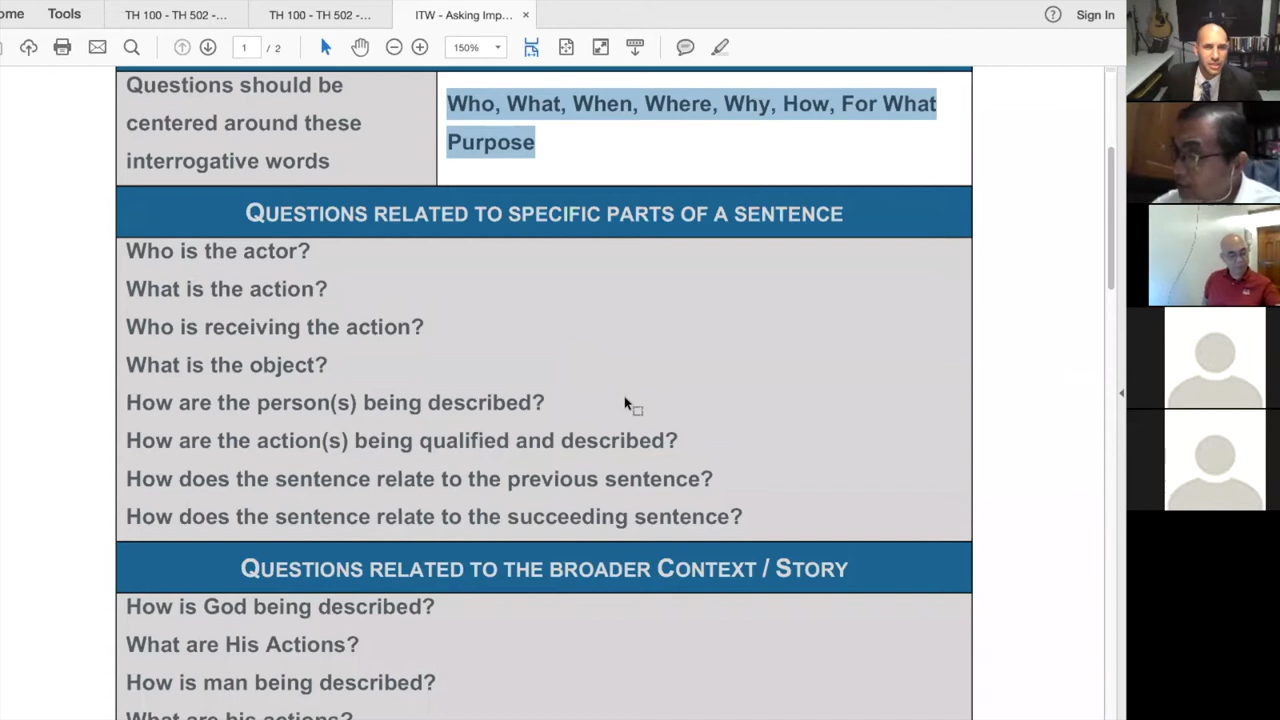 ome
Tools
TH 100 - TH 502 -...
TH 100 - TH 502 -...
ITW - Asking Imp... ×
? Sign In
1 / 2
150%
Questions should be
centered around these
interrogative words
Who, What, When, Where, Why, How, For What
Purpose
QUESTIONS RELATED TO SPECIFIC PARTS OF A SENTENCE
Who is the actor?
What is the action?
Who is receiving the action?
What is the object?
How are the person(s) being described?
How are the action(s) being qualified and described?
How does the sentence relate to the previous sentence?
How does the sentence relate to the succeeding sentence?
QUESTIONS RELATED TO THE BROADER CONTEXT / STORY
How is God being described?
What are His Actions?
How is man being described?
What are his actions?